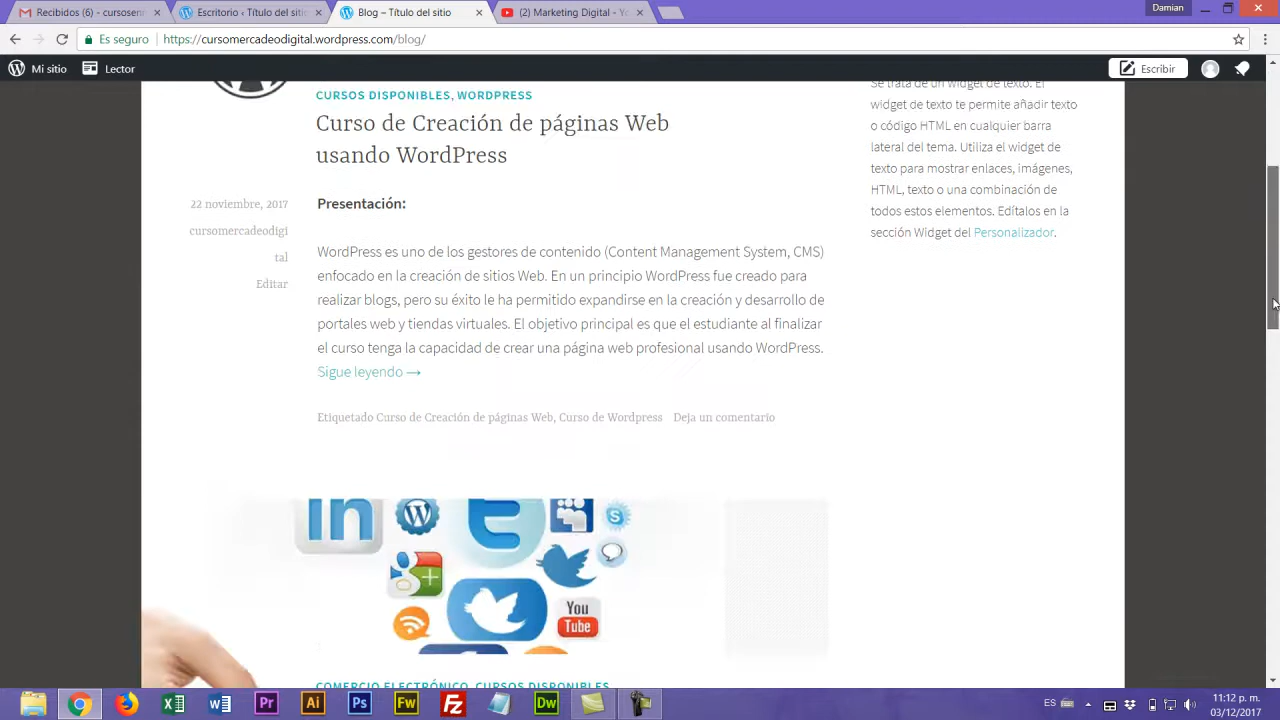 Recibidos (6) - cursosenr
Escritorio ‹ Título del sitio
Blog – Título del sitio
(2) Marketing Digital - Yo
Damian
Es seguro
https://cursomercadeodigital.wordpress.com/blog/
Mi sitio
Lector
Escribir
CURSOS DISPONIBLES, WORDPRESS
Curso de Creación de páginas Web
usando WordPress
22 noviembre, 2017
cursomercadeodigi
tal
Editar
Presentación:
WordPress es uno de los gestores de contenido (Content Management System, CMS)
enfocado en la creación de sitios Web. En un principio WordPress fue creado para
realizar blogs, pero su éxito le ha permitido expandirse en la creación y desarrollo de
portales web y tiendas virtuales. El objetivo principal es que el estudiante al finalizar
el curso tenga la capacidad de crear una página web profesional usando WordPress.
Sigue leyendo →
Etiquetado Curso de Creación de páginas Web, Curso de Wordpress
Deja un comentario
Se trata de un widget de texto. El
widget de texto te permite añadir texto
o código HTML en cualquier barra
lateral del tema. Utiliza el widget de
texto para mostrar enlaces, imágenes,
HTML, texto o una combinación de
todos estos elementos. Edítalos en la
sección Widget del Personalizador.
in
You
Tube
COMERCIO ELECTRÓNICO, CURSOS DISPONIBLES
Pr
Ai
Ps
Fw
Fz
Dw
ES
11:12 p. m.
03/12/2017